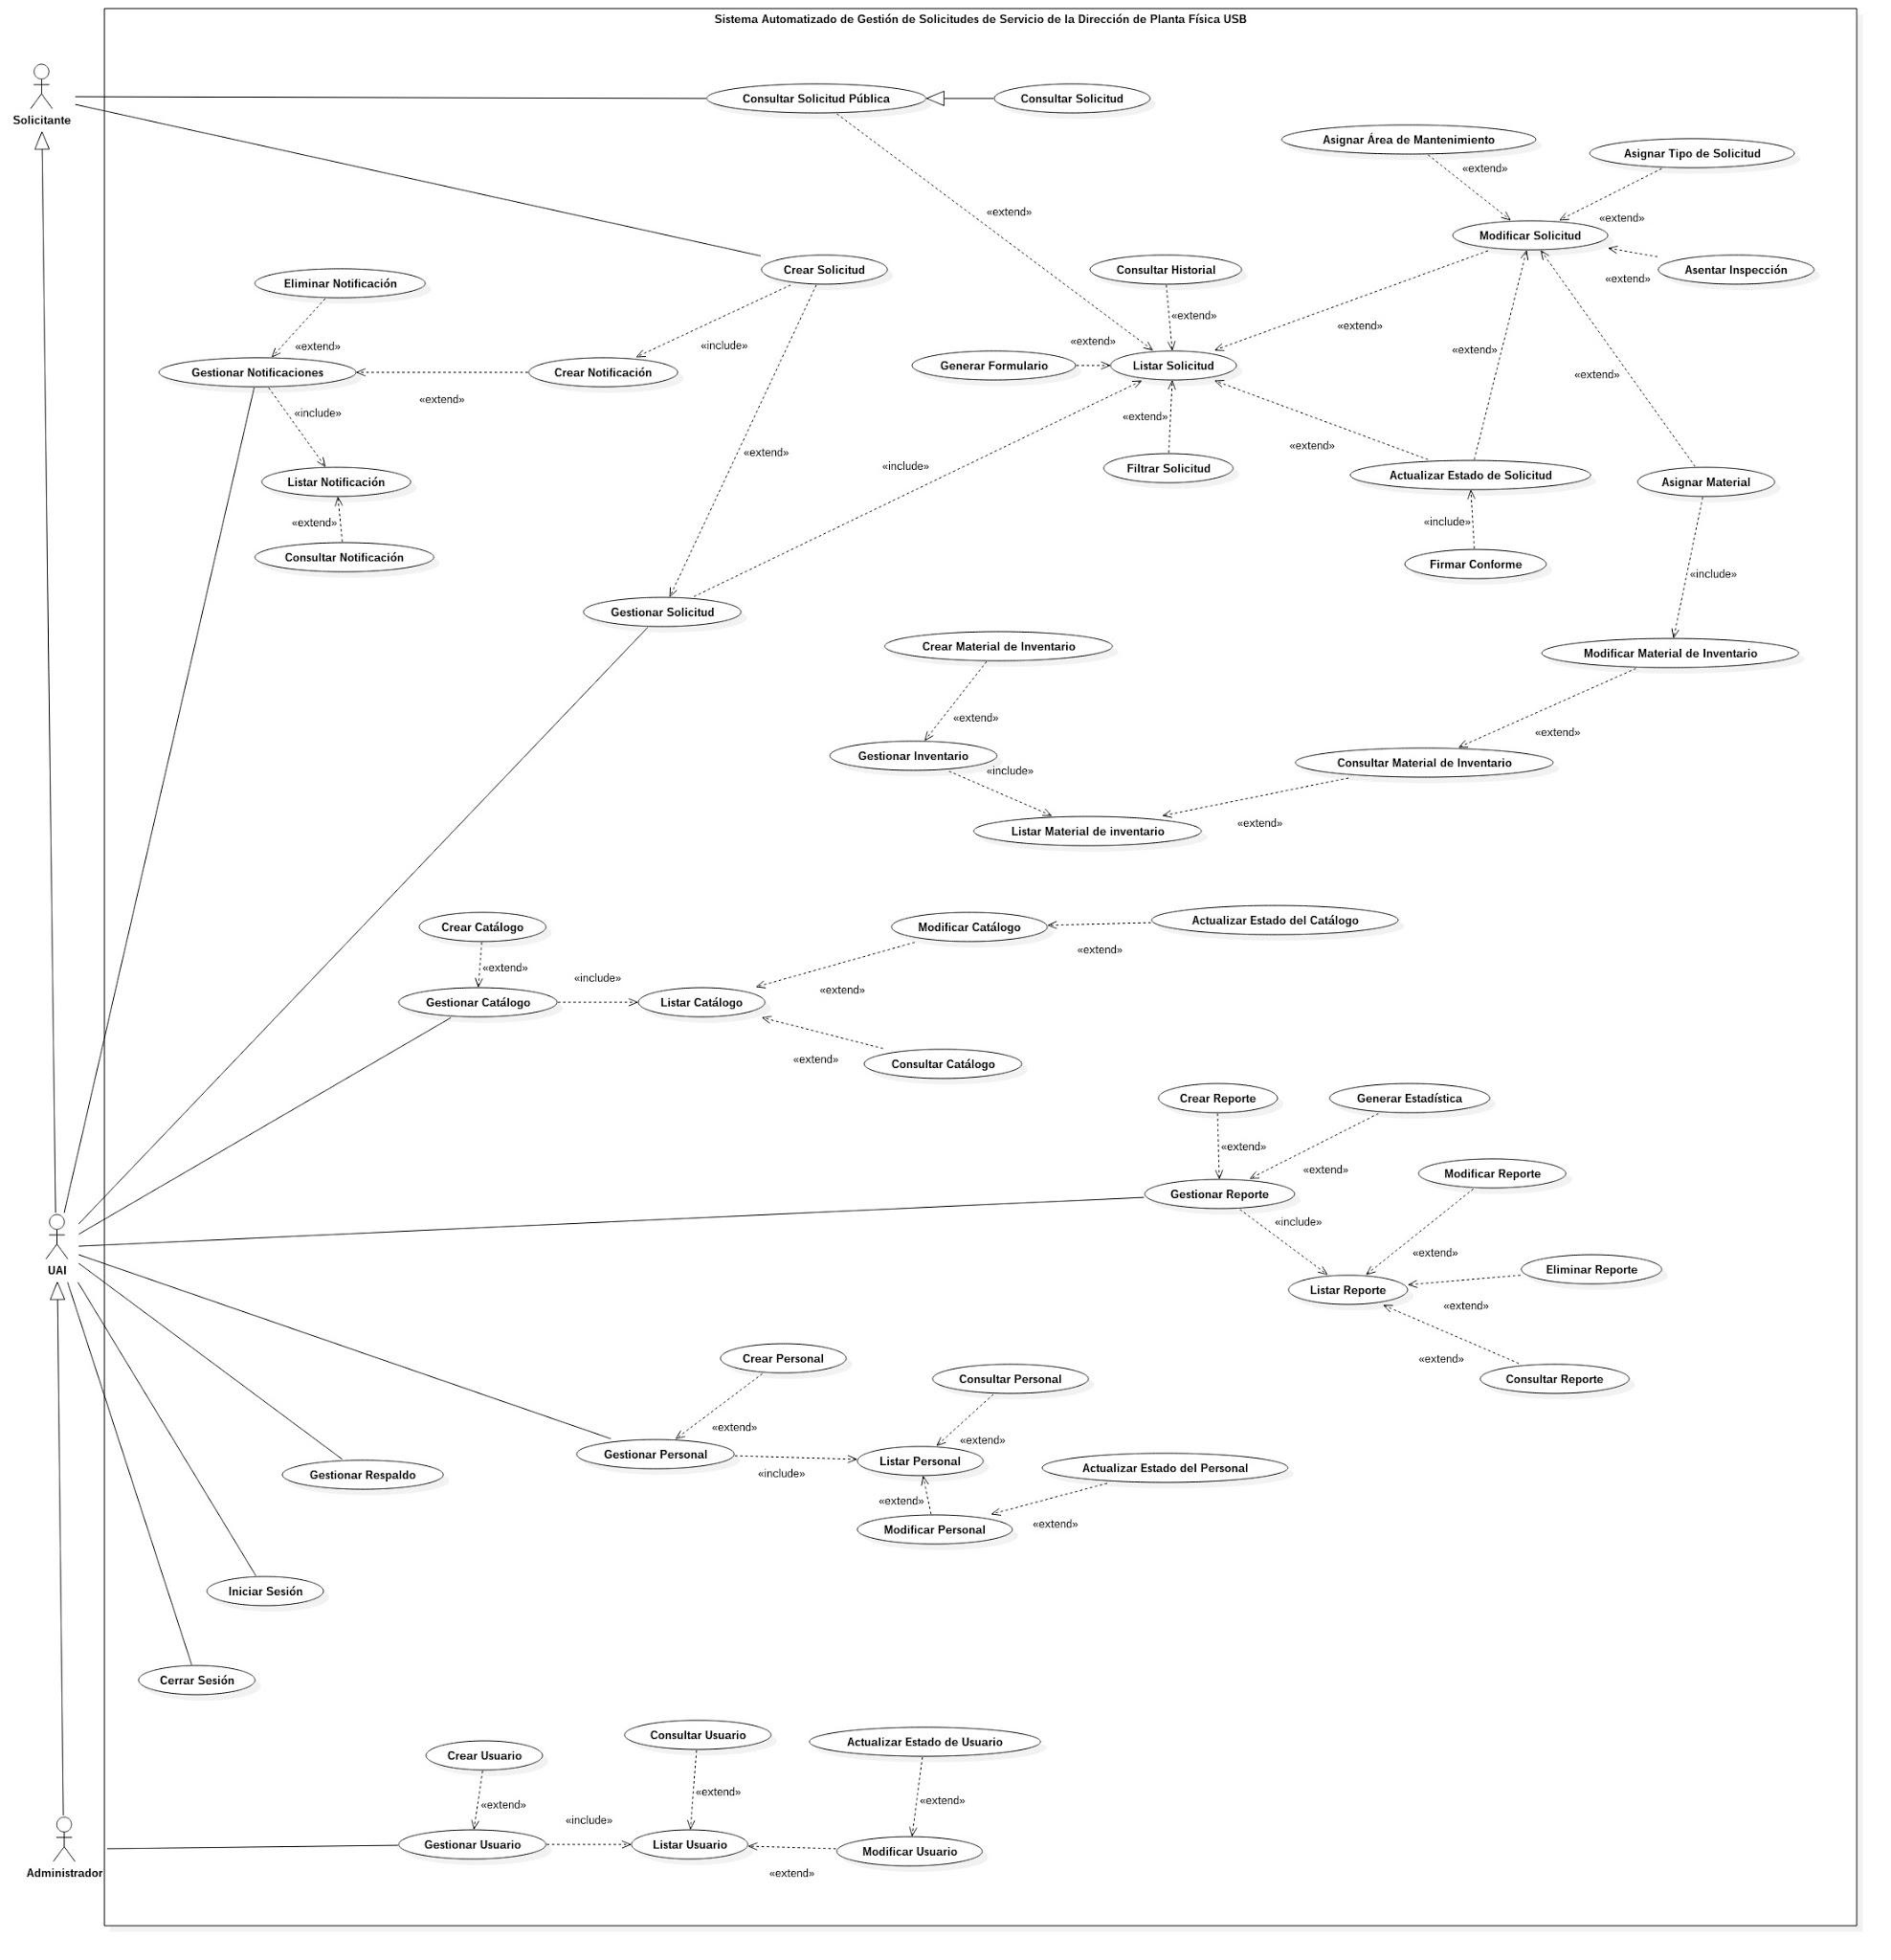 Sistema Automatizado de Gestión de Solicitudes de Servicio de la Dirección de Planta Física USB
Solicitante
Consultar Solicitud Pública
Consultar Solicitud
Asignar Área de Mantenimiento
Asignar Tipo de Solicitud
«extend»
«extend»
«extend»
Modificar Solicitud
Crear Solicitud
Consultar Historial
Asentar Inspección
«extend»
Eliminar Notificación
«extend»
«extend»
«extend»
«extend»
«include»
«extend»
Gestionar Notificaciones
Crear Notificación
Generar Formulario
Listar Solicitud
«extend»
«extend»
«extend»
«include»
«extend»
«extend»
«extend»
«include»
Filtrar Solicitud
Actualizar Estado de Solicitud
Listar Notificación
Asignar Material
«extend»
«include»
Consultar Notificación
Firmar Conforme
«include»
Gestionar Solicitud
Crear Material de Inventario
Modificar Material de Inventario
«extend»
«extend»
Gestionar Inventario
«include»
Consultar Material de Inventario
Listar Material de inventario
«extend»
Crear Catálogo
Modificar Catálogo
Actualizar Estado del Catálogo
«extend»
«extend»
«include»
«extend»
Gestionar Catálogo
Listar Catálogo
«extend»
Consultar Catálogo
Crear Reporte
Generar Estadística
«extend»
«extend»
Modificar Reporte
Gestionar Reporte
«include»
«extend»
UAI
Eliminar Reporte
Listar Reporte
«extend»
Crear Personal
«extend»
Consultar Personal
Consultar Reporte
«extend»
«extend»
Gestionar Personal
Listar Personal
Actualizar Estado del Personal
«include»
Gestionar Respaldo
«extend»
«extend»
Modificar Personal
Iniciar Sesión
Cerrar Sesión
Consultar Usuario
Actualizar Estado de Usuario
Crear Usuario
«extend»
«extend»
«extend»
«include»
Gestionar Usuario
Listar Usuario
Modificar Usuario
Administrador
«extend»